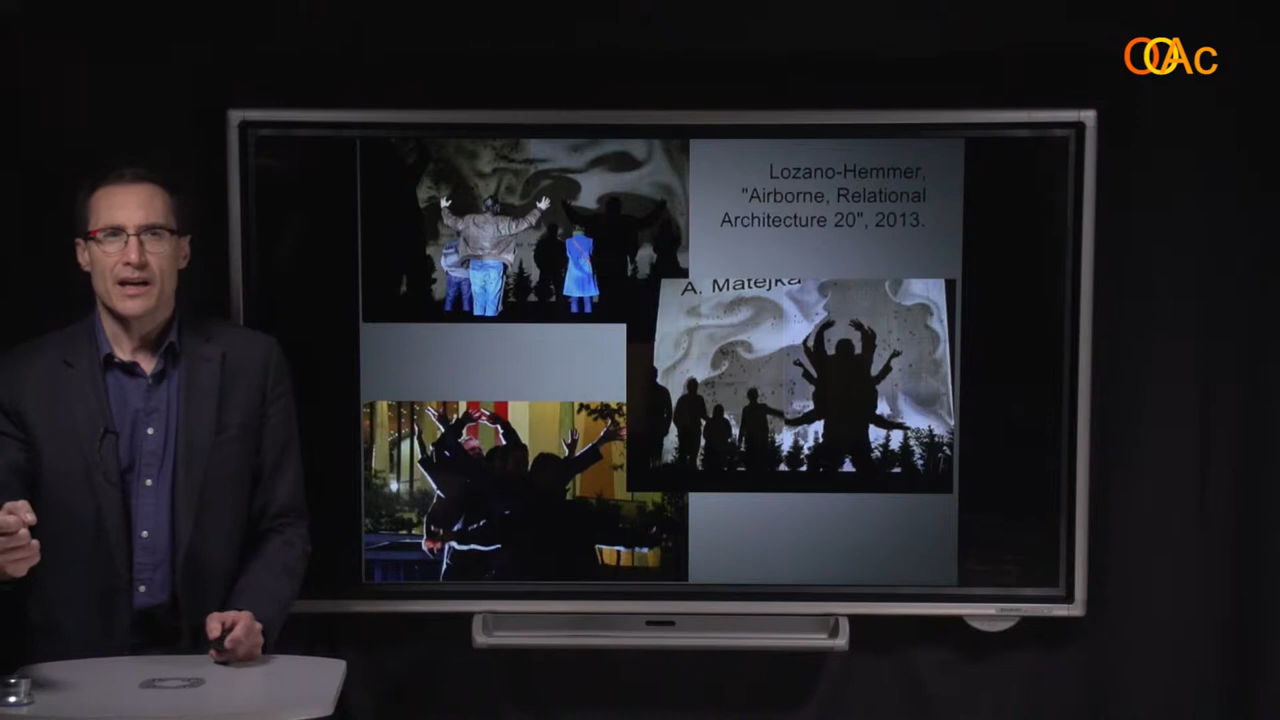 OOAc
Lozano-Hemmer,
"Airborne, Relational
Architecture 20", 2013.
A. Matejka